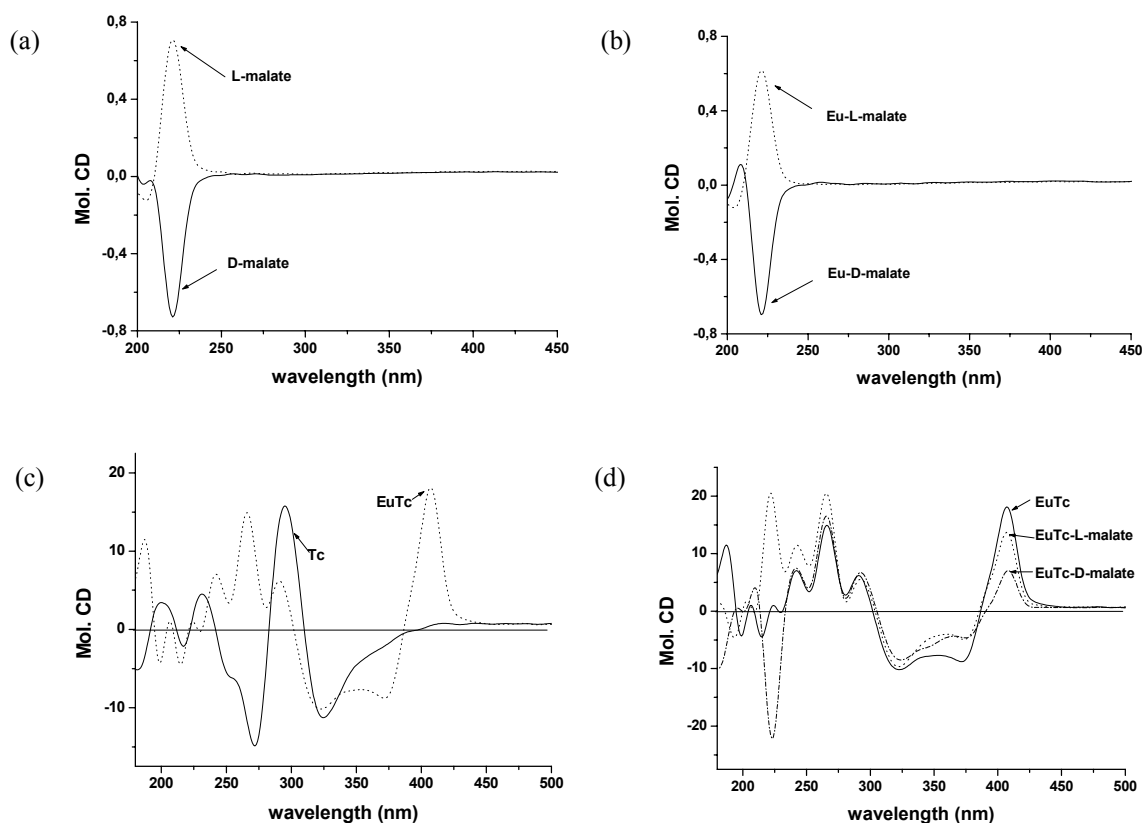 (a)
0,8
0,4
0,0
-0,4
-0,8
Mol. CD
L-malate
D-malate
200 250 300 350 400 450
wavelength (nm)
(b)
0,8
0,4
0,0
-0,4
-0,8
Mol. CD
Eu-L-malate
Eu-D-malate
200 250 300 350 400 450
wavelength (nm)
(c)
20
10
0
-10
Mol. CD
EuTc
Tc
200 250 300 350 400 450 500
wavelength (nm)
(d)
20
10
0
-10
-20
Mol. CD
EuTc
EuTc-L-malate
EuTc-D-malate
200 250 300 350 400 450 500
wavelength (nm)